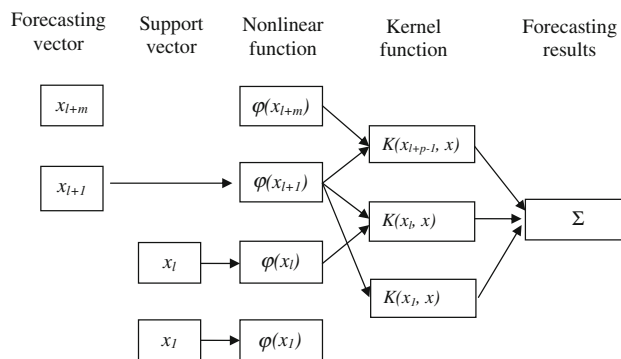 Forecasting vector
Support vector
Nonlinear function
Kernel function
Forecasting results
x_{l+m}
φ(x_{l+m})
K(x_{l+p-1}, x)
x_{l+1}
φ(x_{l+1})
K(x_l, x)
Σ
x_l
φ(x_l)
K(x_1, x)
x_1
φ(x_1)